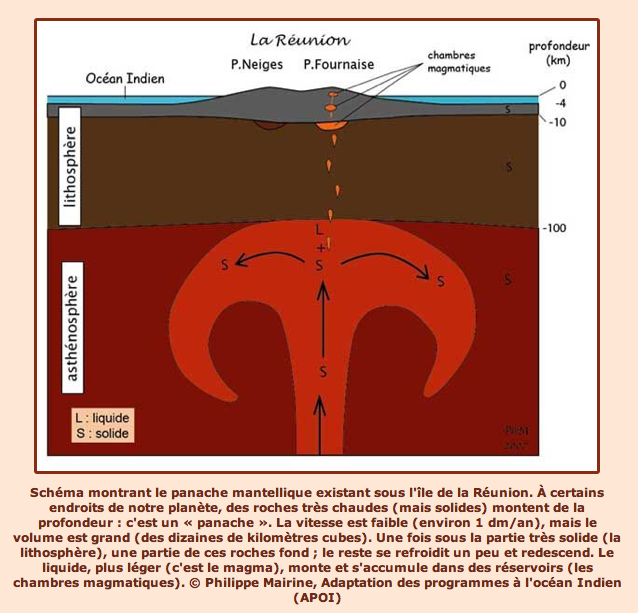 La Réunion
P.Neiges P.Fournaise
chambres
magmatiques
profondeur
(km)
Océan Indien
0
-4
-10
-100
S
S
S
lithosphère
asthénosphère
L
+
S
S
S
S
L : liquide
S : solide
2007
Schéma montrant le panache mantellique existant sous l'île de la Réunion. À certains
endroits de notre planète, des roches très chaudes (mais solides) montent de la
profondeur : c'est un « panache ». La vitesse est faible (environ 1 dm/an), mais le
volume est grand (des dizaines de kilomètres cubes). Une fois sous la partie très solide (la
lithosphère), une partie de ces roches fond ; le reste se refroidit un peu et redescend. Le
liquide, plus léger (c'est le magma), monte et s'accumule dans des réservoirs (les
chambres magmatiques). © Philippe Mairine, Adaptation des programmes à l'océan Indien
(APOI)